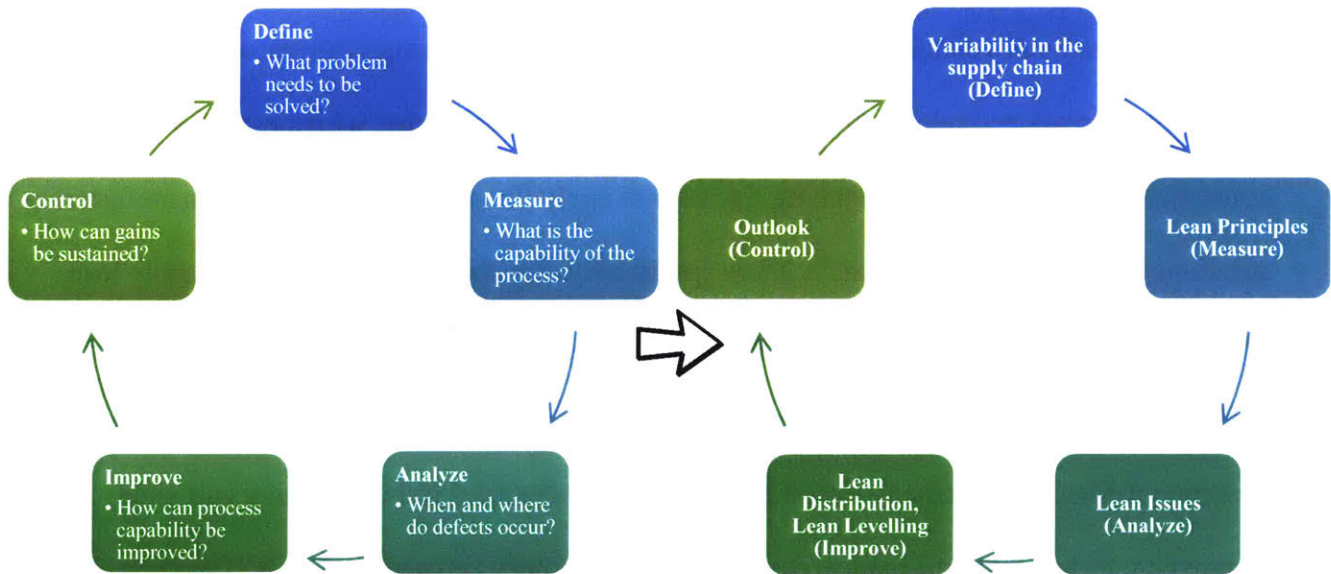 Define
• What problem
needs to be
solved?
Measure
• What is the
capability of the
process?
Analyze
• When and where
do defects occur?
Improve
• How can process
capability be
improved?
Control
• How can gains
be sustained?
Variability in the
supply chain
(Define)
Lean Principles
(Measure)
Lean Issues
(Analyze)
Lean
Distribution,
Lean Levelling
(Improve)
Outlook
(Control)